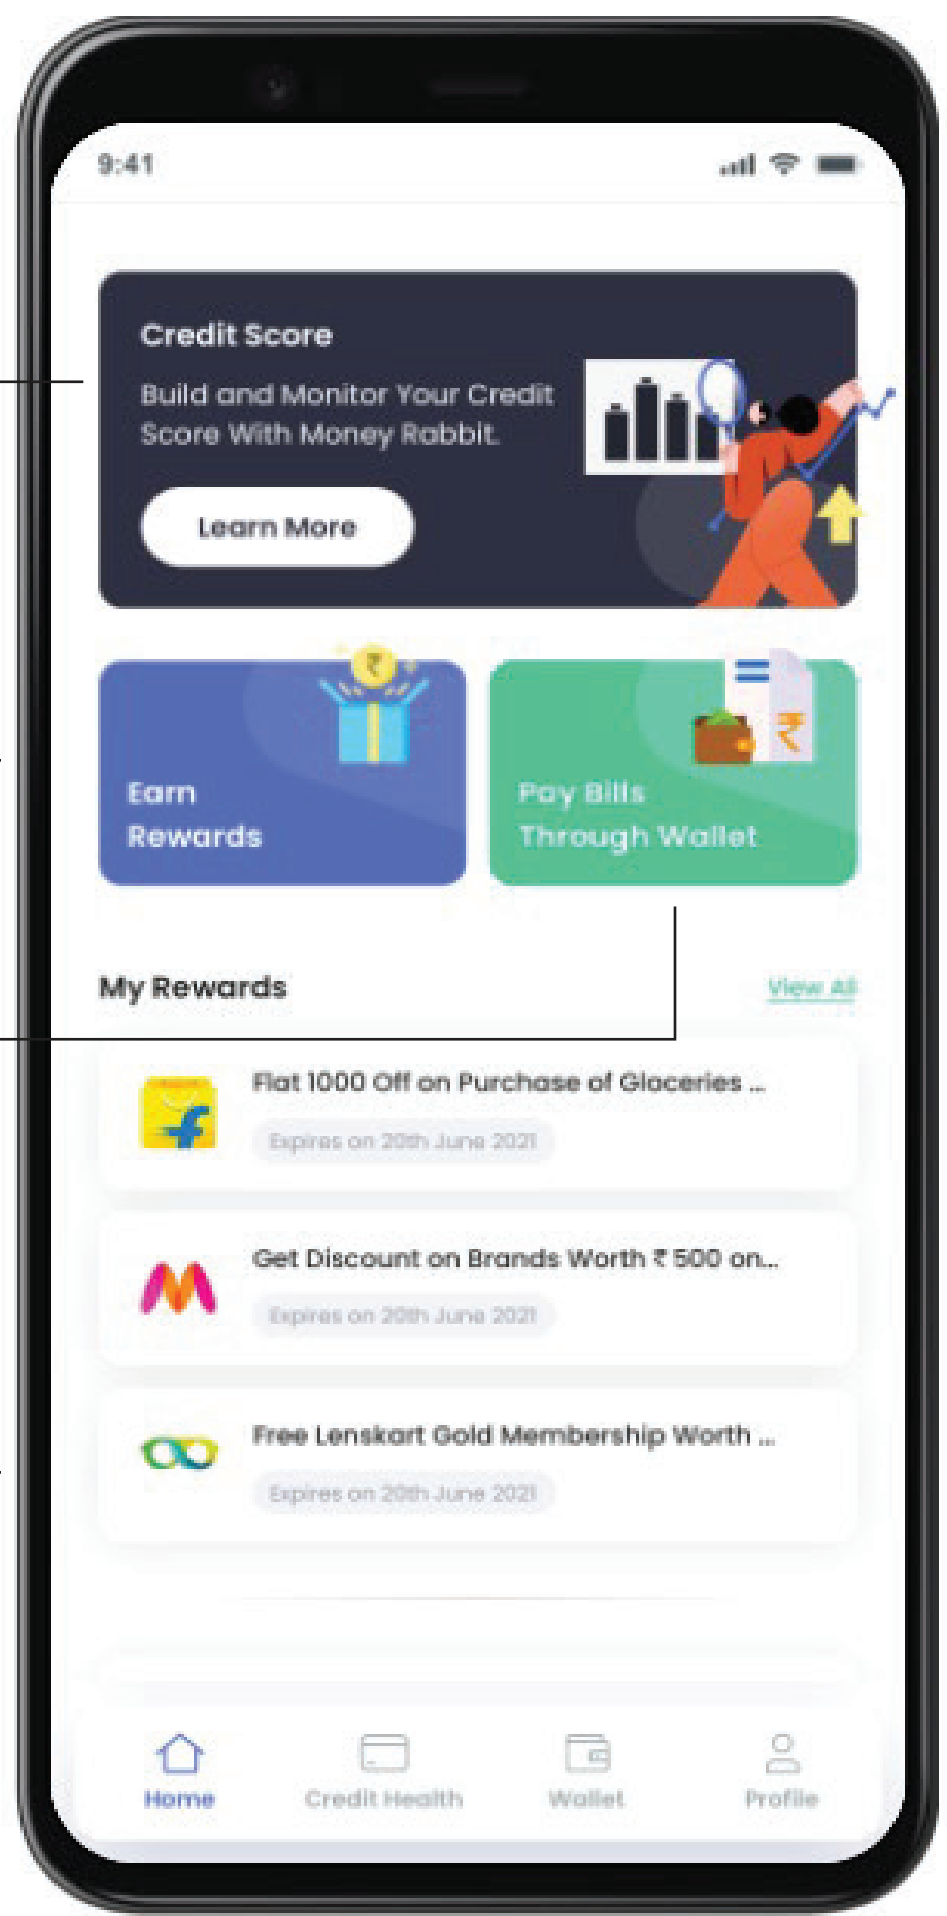 9:41
Credit Score
Build and Monitor Your Credit
Score With Money Rabbit.
Learn More
Earn
Rewards
Pay Bills
Through Wallet
My Rewards
View All
Flat 1000 Off on Purchase of Gloceries ...
Expires on 20th June 2021
Get Discount on Brands Worth ₹ 500 on...
Expires on 20th June 2021
Free Lenskart Gold Membership Worth ...
Expires on 20th June 2021
Home
Credit Health
Wallet
Profile